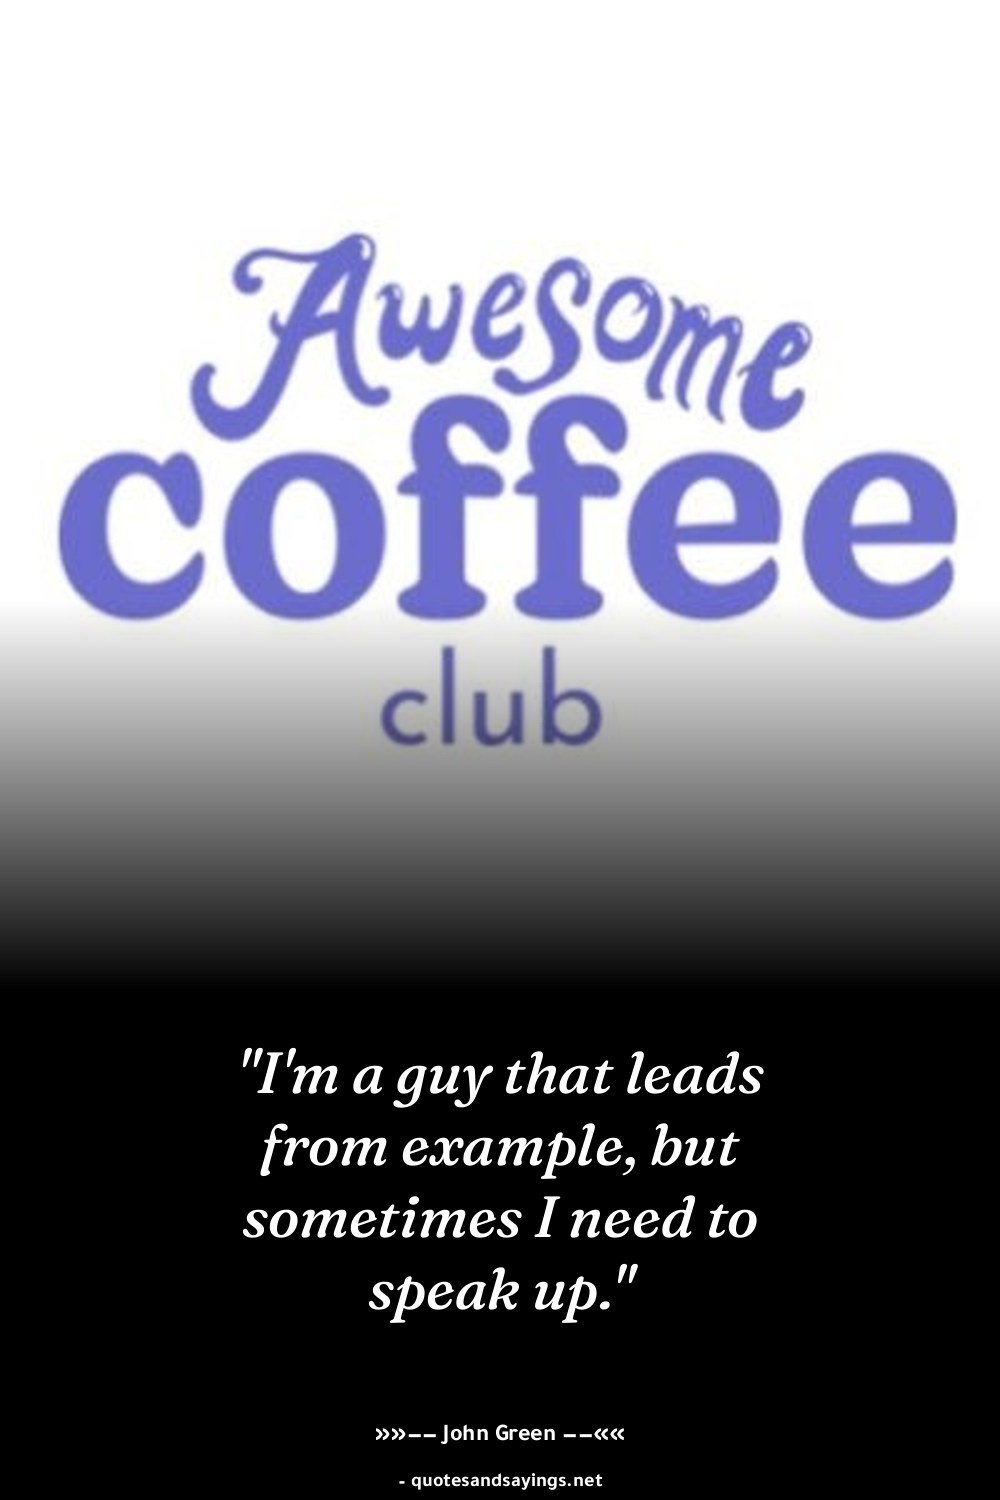 Awesome
coffee
club
"I'm a guy that leads
from example, but
sometimes I need to
speak up."
»»−− John Green −−««
- quotesandsayings.net